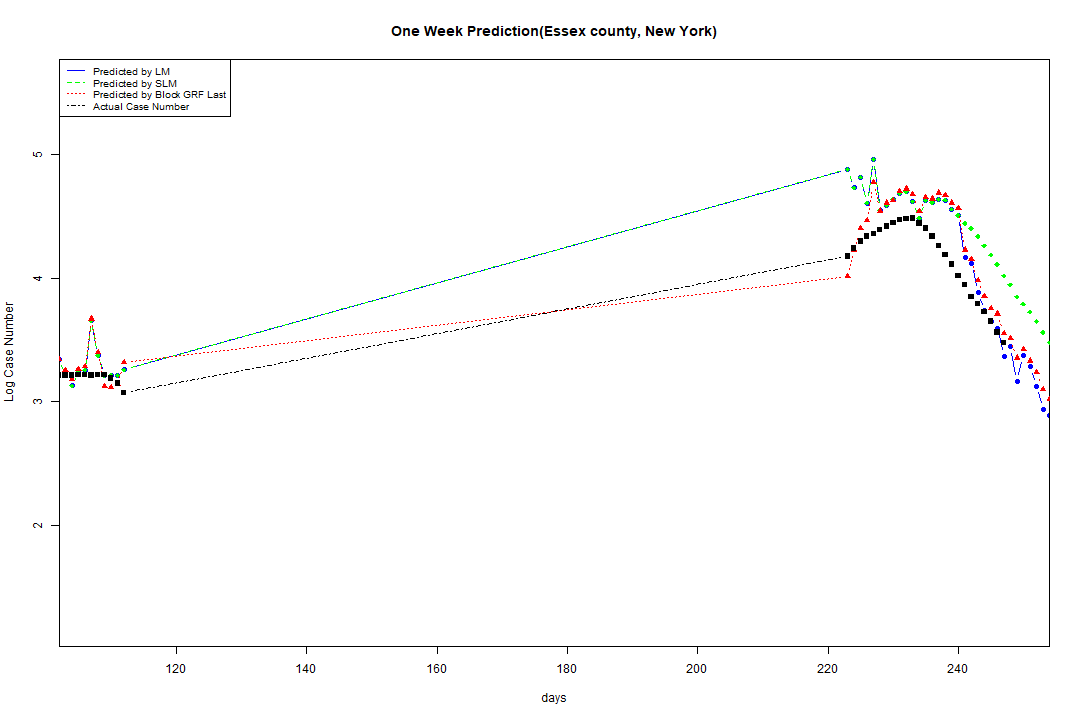 One Week Prediction(Essex county, New York)
Predicted by LM
Predicted by SLM
Predicted by Block GRF Last
Actual Case Number
5
4
3
2
Log Case Number
120 140 160 180 200 220 240
days